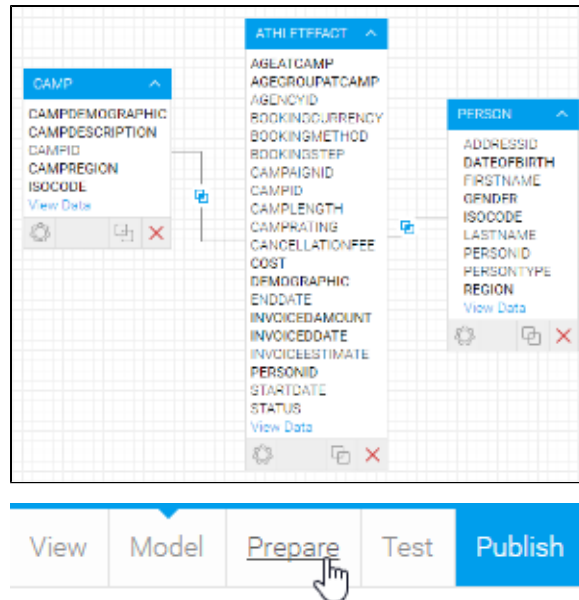 CAMP
CAMPDEMOGRAPHIC
CAMPDESCRIPTION
CAMPID
CAMPREGION
ISOCODE
View Data
ATHLETEFACT
AGEATCAMP
AGEGROUPATCAMP
AGENCYID
BOOKINGCURRENCY
BOOKINGMETHOD
BOOKINGSTEP
CAMPAIGNID
CAMPID
CAMPLENGTH
CAMPRATING
CANCELLATIONFEE
COST
DEMOGRAPHIC
ENDDATE
INVOICEDAMOUNT
INVOICEDDATE
INVOICEESTIMATE
PERSONID
STARTDATE
STATUS
View Data
PERSON
ADDRESSID
DATEOFBIRTH
FIRSTNAME
GENDER
ISOCODE
LASTNAME
PERSONID
PERSONTYPE
REGION
View Data
View Model Prepare Test Publish